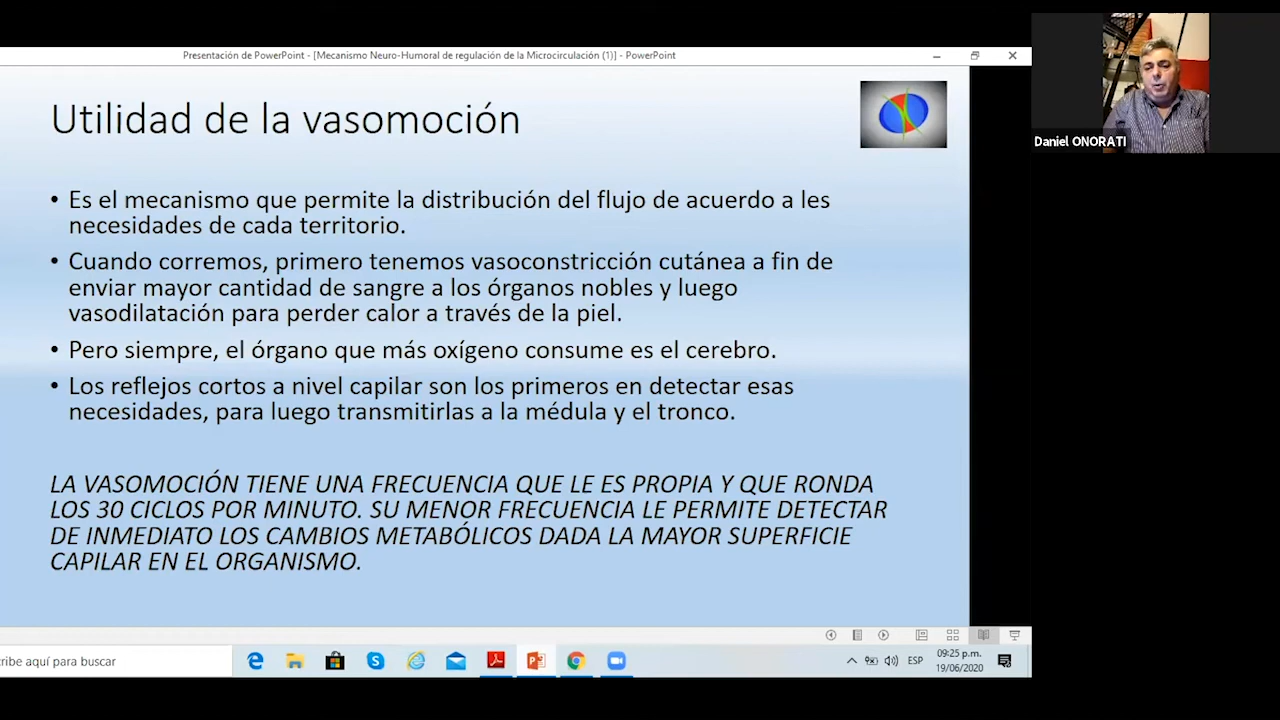 Presentación de PowerPoint - [Mecanismo Neuro-Humoral de regulación de la Microcirculación (1)] - PowerPoint
Daniel ONORATI
Utilidad de la vasomoción
• Es el mecanismo que permite la distribución del flujo de acuerdo a les
necesidades de cada territorio.
• Cuando corremos, primero tenemos vasoconstricción cutánea a fin de
enviar mayor cantidad de sangre a los órganos nobles y luego
vasodilatación para perder calor a través de la piel.
• Pero siempre, el órgano que más oxígeno consume es el cerebro.
• Los reflejos cortos a nivel capilar son los primeros en detectar esas
necesidades, para luego transmitirlas a la médula y el tronco.
LA VASOMOCIÓN TIENE UNA FRECUENCIA QUE LE ES PROPIA Y QUE RONDA
LOS 30 CICLOS POR MINUTO. SU MENOR FRECUENCIA LE PERMITE DETECTAR
DE INMEDIATO LOS CAMBIOS METABÓLICOS DADA LA MAYOR SUPERFICIE
CAPILAR EN EL ORGANISMO.
ribe aquí para buscar
ESP
09:25 p.m.
19/06/2020